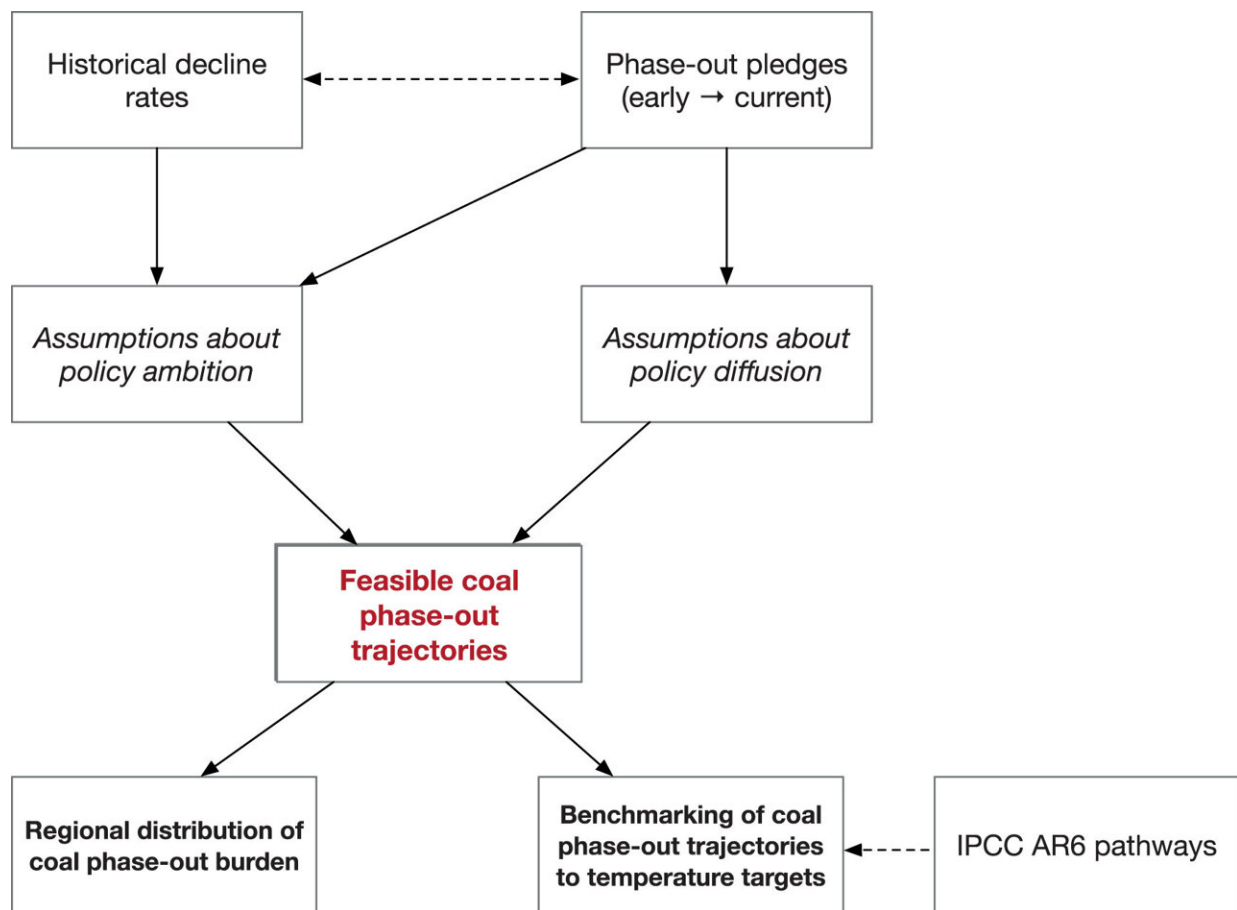 Historical decline
rates
Phase-out pledges
(early → current)
Assumptions about
policy ambition
Assumptions about
policy diffusion
Feasible coal
phase-out
trajectories
Regional distribution of
coal phase-out burden
Benchmarking of coal
phase-out trajectories
to temperature targets
IPCC AR6 pathways